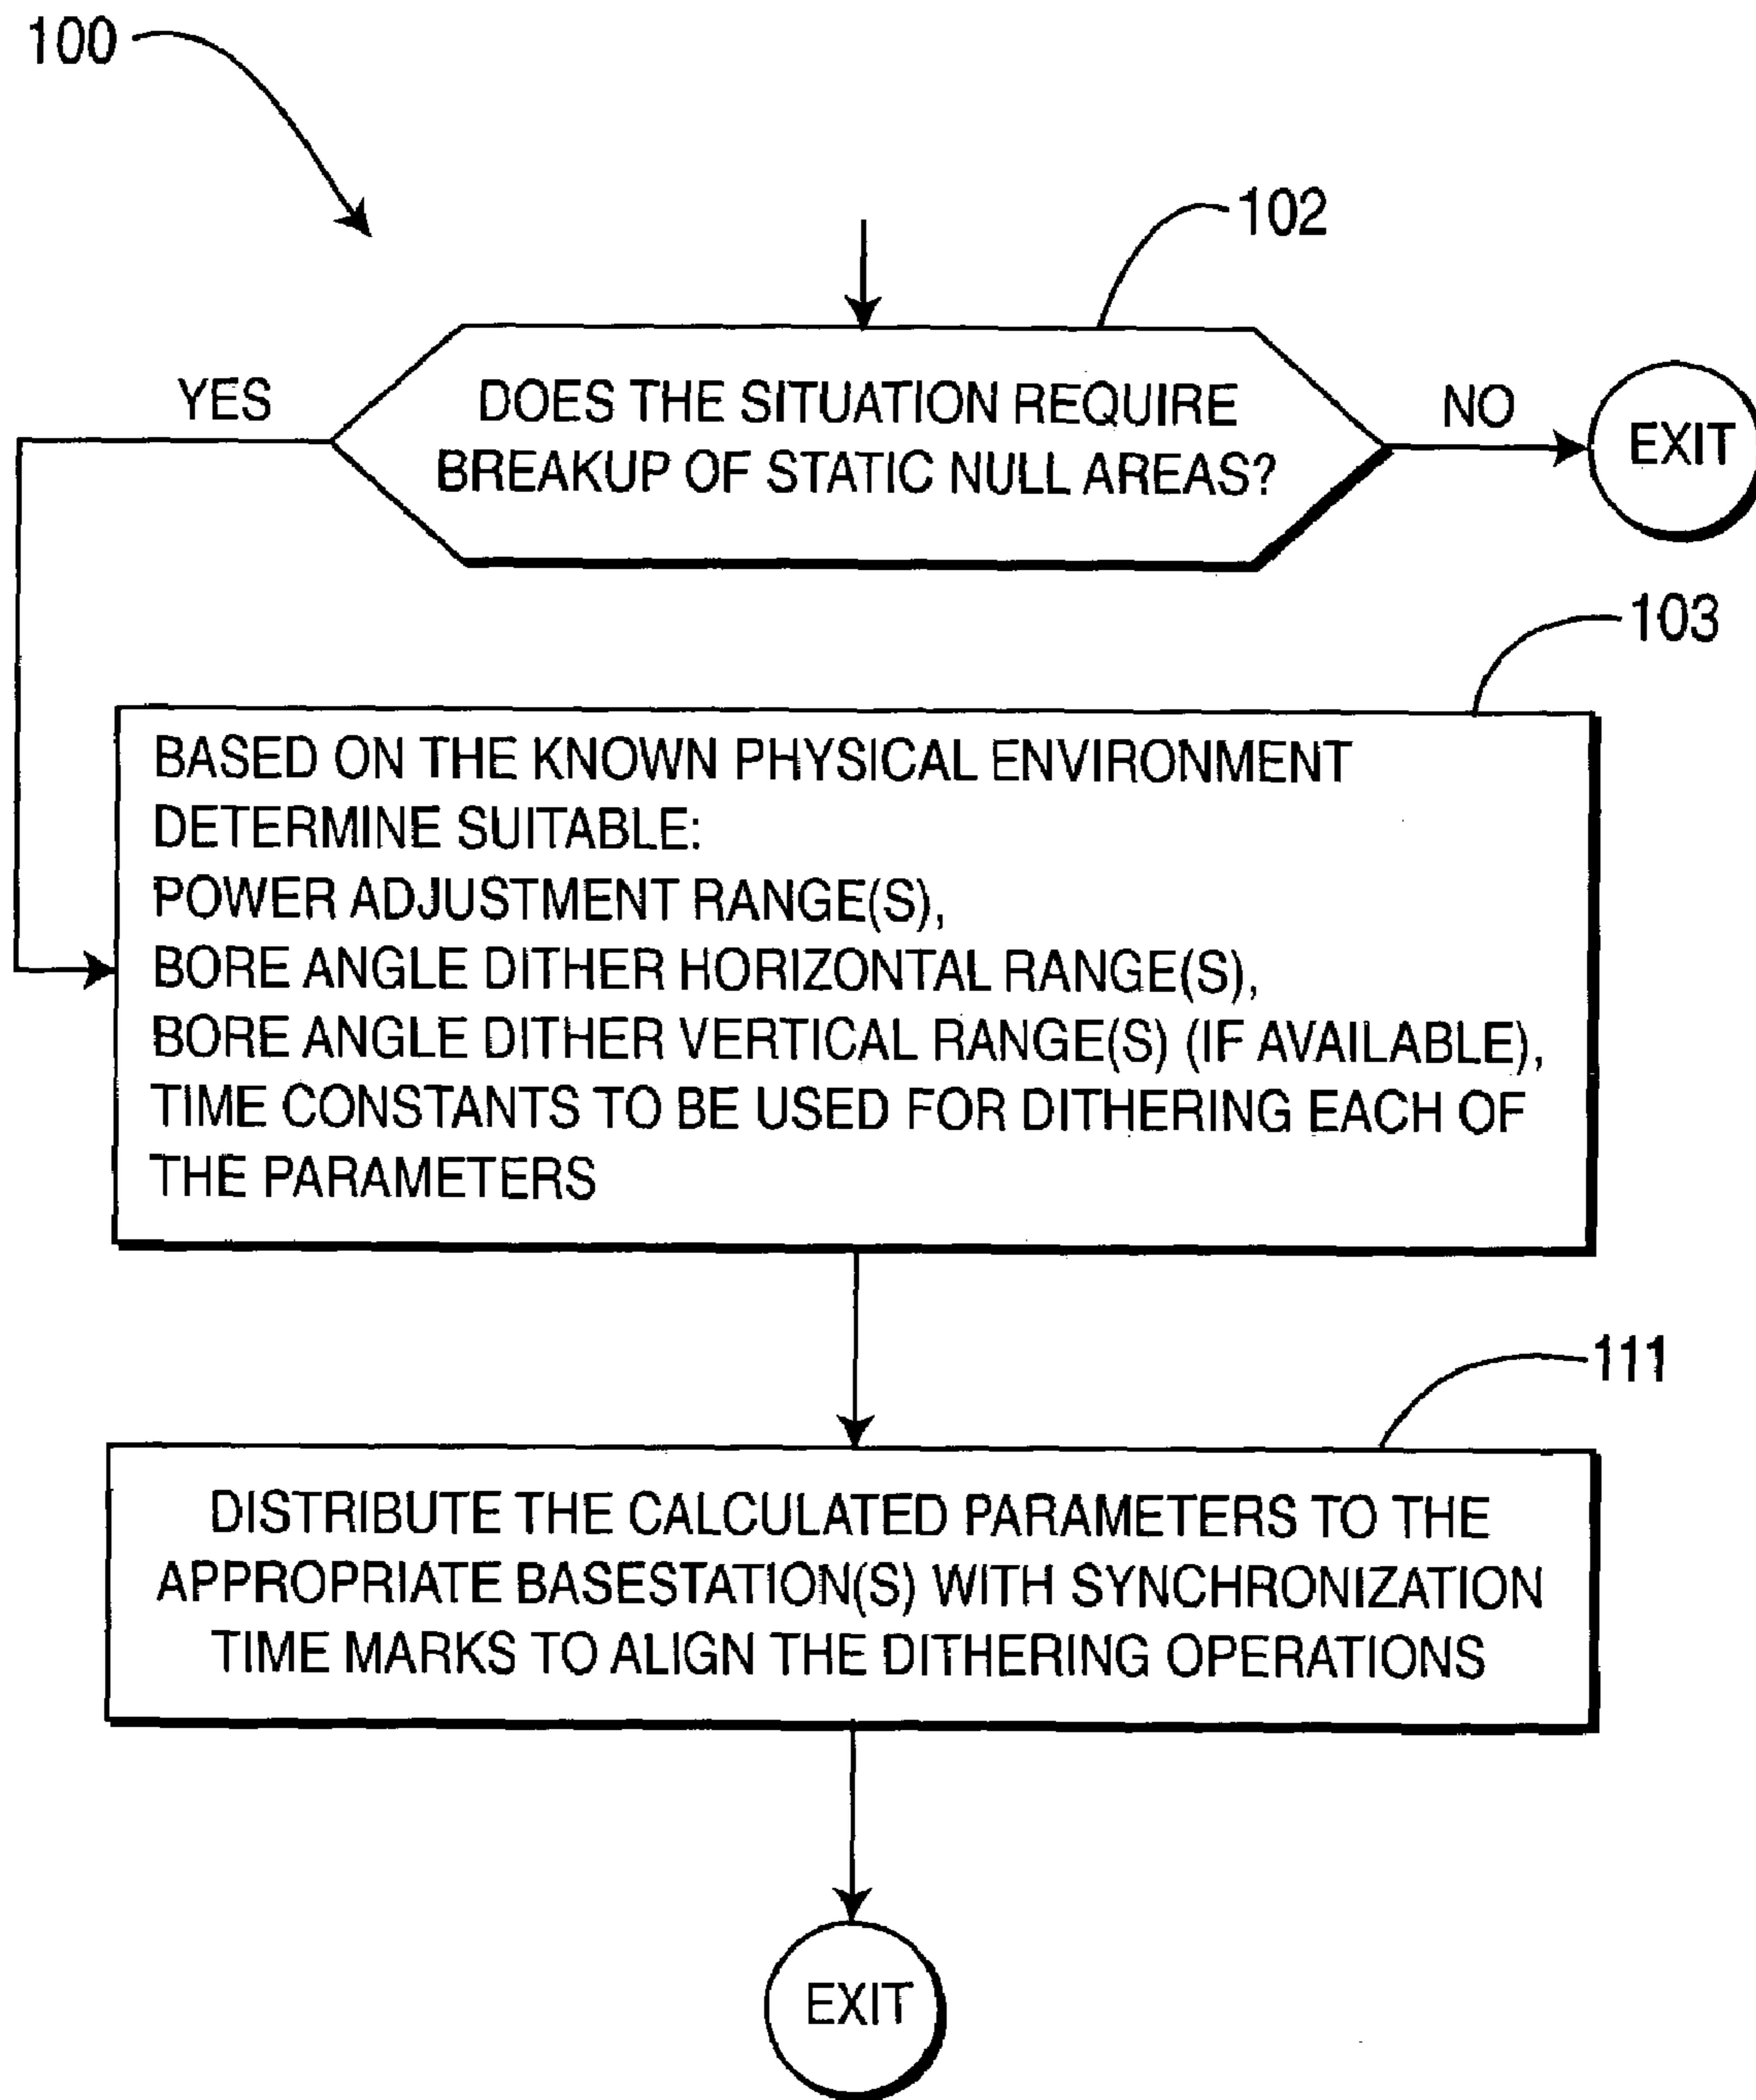 100
102
YES
DOES THE SITUATION REQUIRE
BREAKUP OF STATIC NULL AREAS?
NO
EXIT
103
BASED ON THE KNOWN PHYSICAL ENVIRONMENT
DETERMINE SUITABLE:
POWER ADJUSTMENT RANGE(S),
BORE ANGLE DITHER HORIZONTAL RANGE(S),
BORE ANGLE DITHER VERTICAL RANGE(S) (IF AVAILABLE),
TIME CONSTANTS TO BE USED FOR DITHERING EACH OF
THE PARAMETERS
111
DISTRIBUTE THE CALCULATED PARAMETERS TO THE
APPROPRIATE BASESTATION(S) WITH SYNCHRONIZATION
TIME MARKS TO ALIGN THE DITHERING OPERATIONS
EXIT